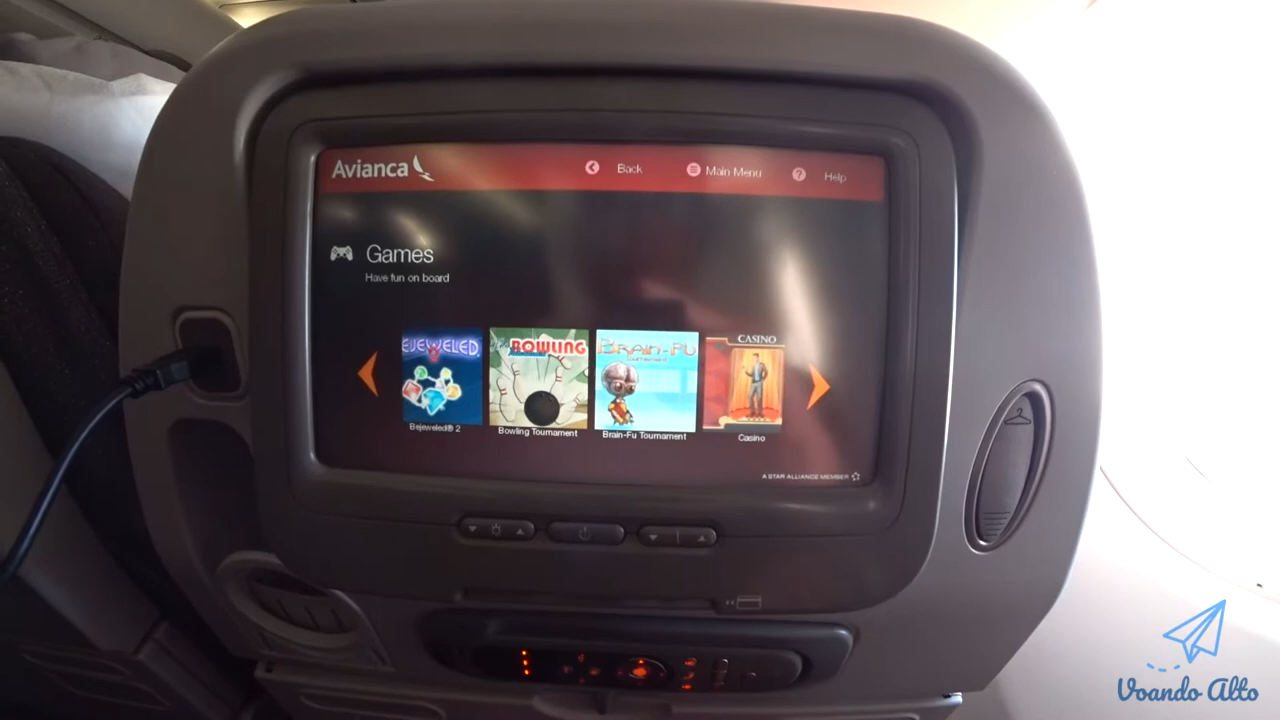 Avianca
Back
Main Menu
Help
Games
Have fun on board
BEJEWELED
BOWLING
BRAIN-FU
CASINO
Bejeweled® 2
Bowling Tournament
Brain-Fu Tournament
Casino
A STAR ALLIANCE MEMBER
Voando Alto